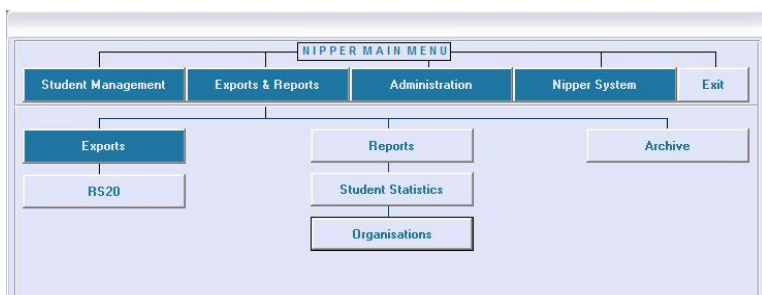 NIPPER MAIN MENU
Student Management Exports & Reports Administration Nipper System Exit
Exports Reports Archive
RS20 Student Statistics
Organisations